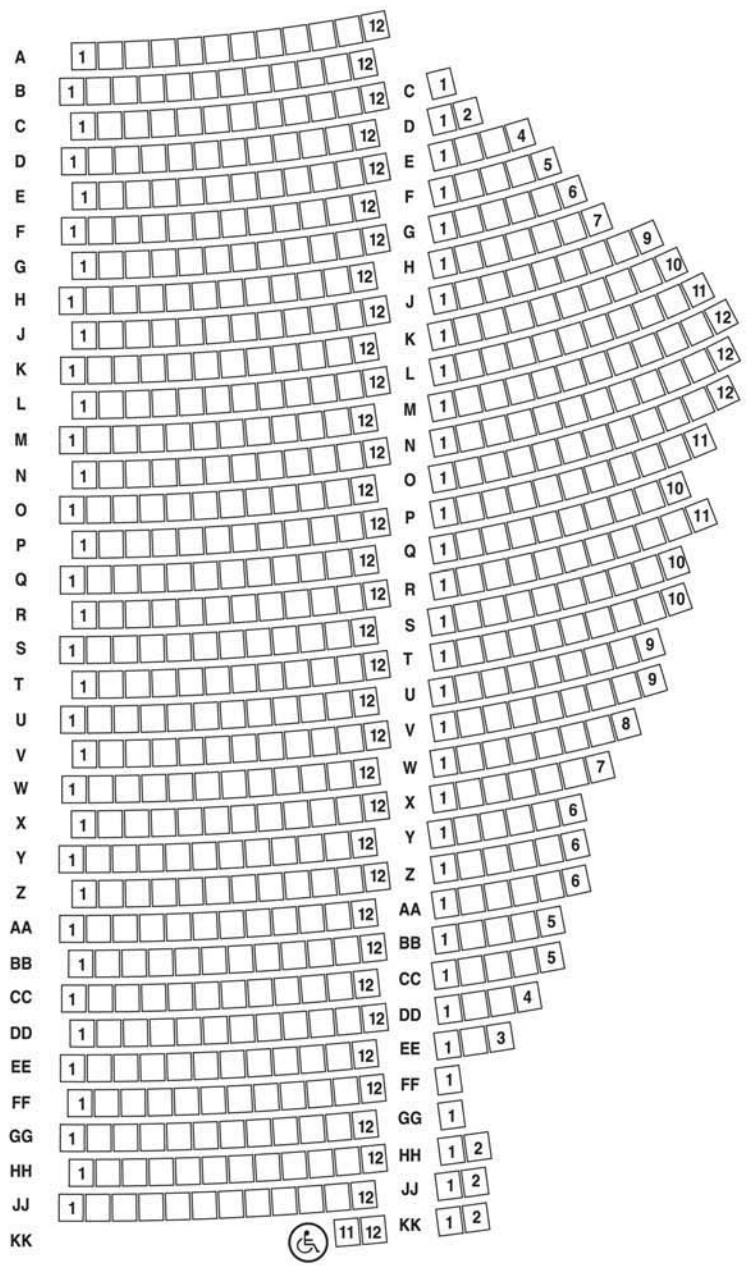 A 1 12
B 1 12
C 1 12
D 1 12
E 1 12
F 1 12
G 1 12
H 1 12
J 1 12
K 1 12
L 1 12
M 1 12
N 1 12
O 1 12
P 1 12
Q 1 12
R 1 12
S 1 12
T 1 12
U 1 12
V 1 12
W 1 12
X 1 12
Y 1 12
Z 1 12
AA 1 12
BB 1 12
CC 1 12
DD 1 12
EE 1 12
FF 1 12
GG 1 12
HH 1 12
JJ 1 12
KK 11 12
C 1
D 1 2
E 1 4
F 1 5
G 1 6
H 1 7
J 1 9
K 1 10
L 1 11
M 1 12
N 1 12
O 1 12
P 1 11
Q 1 10
R 1 11
S 1 10
T 1 10
U 1 9
V 1 9
W 1 8
X 1 7
Y 1 6
Z 1 6
AA 1 6
BB 1 5
CC 1 5
DD 1 4
EE 1 3
FF 1
GG 1
HH 1 2
JJ 1 2
KK 1 2